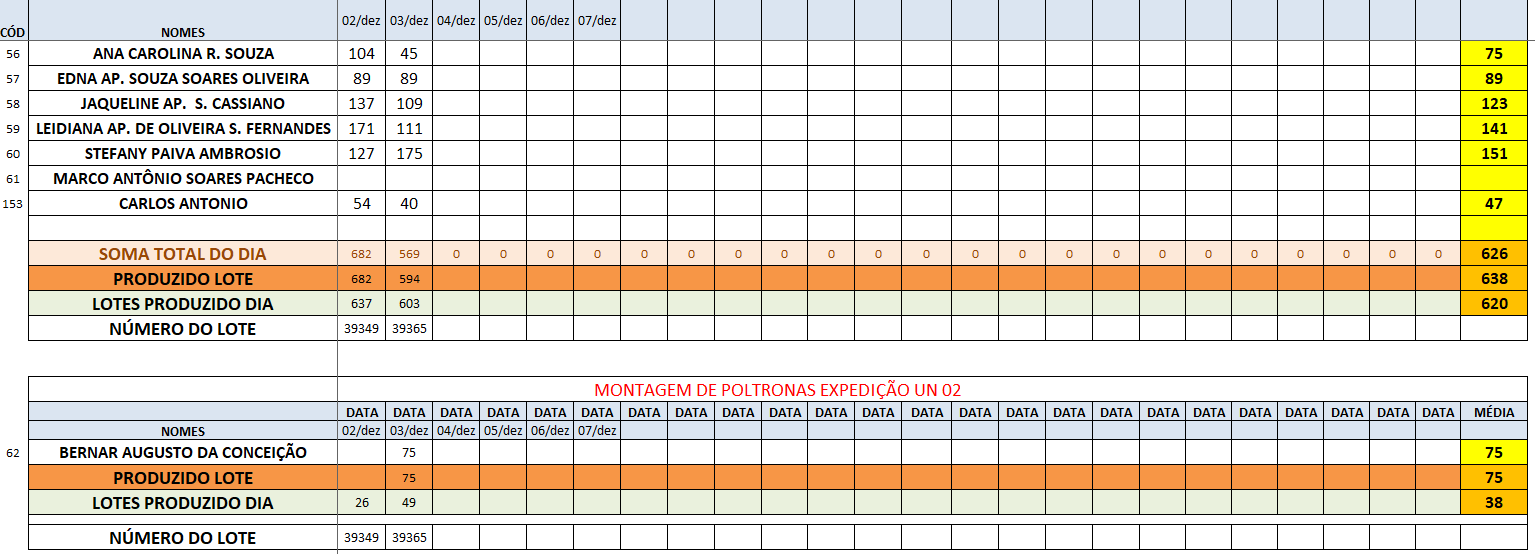 02/dez 03/dez 04/dez 05/dez 06/dez 07/dez
CÓD NOMES
56 ANA CAROLINA R. SOUZA 104 45 75
57 EDNA AP. SOUZA SOARES OLIVEIRA 89 89 89
58 JAQUELINE AP. S. CASSIANO 137 109 123
59 LEIDIANA AP. DE OLIVEIRA S. FERNANDES 171 111 141
60 STEFANY PAIVA AMBROSIO 127 175 151
61 MARCO ANTÔNIO SOARES PACHECO
153 CARLOS ANTONIO 54 40 47
SOMA TOTAL DO DIA 682 569 0 0 0 0 0 0 0 0 0 0 0 0 0 0 0 0 0 0 0 0 0 0 626
PRODUZIDO LOTE 682 594 638
LOTES PRODUZIDO DIA 637 603 620
NÚMERO DO LOTE 39349 39365
MONTAGEM DE POLTRONAS EXPEDIÇÃO UN 02
DATA DATA DATA DATA DATA DATA DATA DATA DATA DATA DATA DATA DATA DATA DATA DATA DATA DATA DATA DATA DATA DATA DATA DATA MÉDIA
NOMES 02/dez 03/dez 04/dez 05/dez 06/dez 07/dez
62 BERNAR AUGUSTO DA CONCEIÇÃO 75 75
PRODUZIDO LOTE 75 75
LOTES PRODUZIDO DIA 26 49 38
NÚMERO DO LOTE 39349 39365